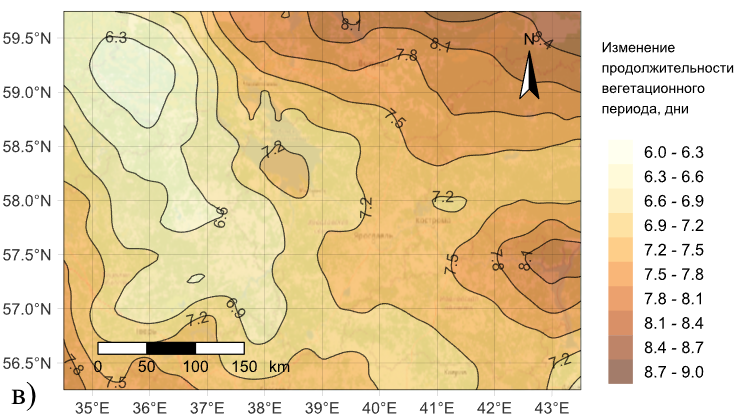 59.5°N
59.0°N
58.5°N
58.0°N
57.5°N
57.0°N
56.5°N
6.3
8.1
7.8
8.1
8.4
N
7.5
7.2
7.2
7.2
6.6
7.5
7.8
8.1
6.9
7.2
7.8
7.5
7.2
0 50 100 150 km
в)
35°E 36°E 37°E 38°E 39°E 40°E 41°E 42°E 43°E
Изменение
продолжительности
вегетационного
периода, дни
6.0 - 6.3
6.3 - 6.6
6.6 - 6.9
6.9 - 7.2
7.2 - 7.5
7.5 - 7.8
7.8 - 8.1
8.1 - 8.4
8.4 - 8.7
8.7 - 9.0